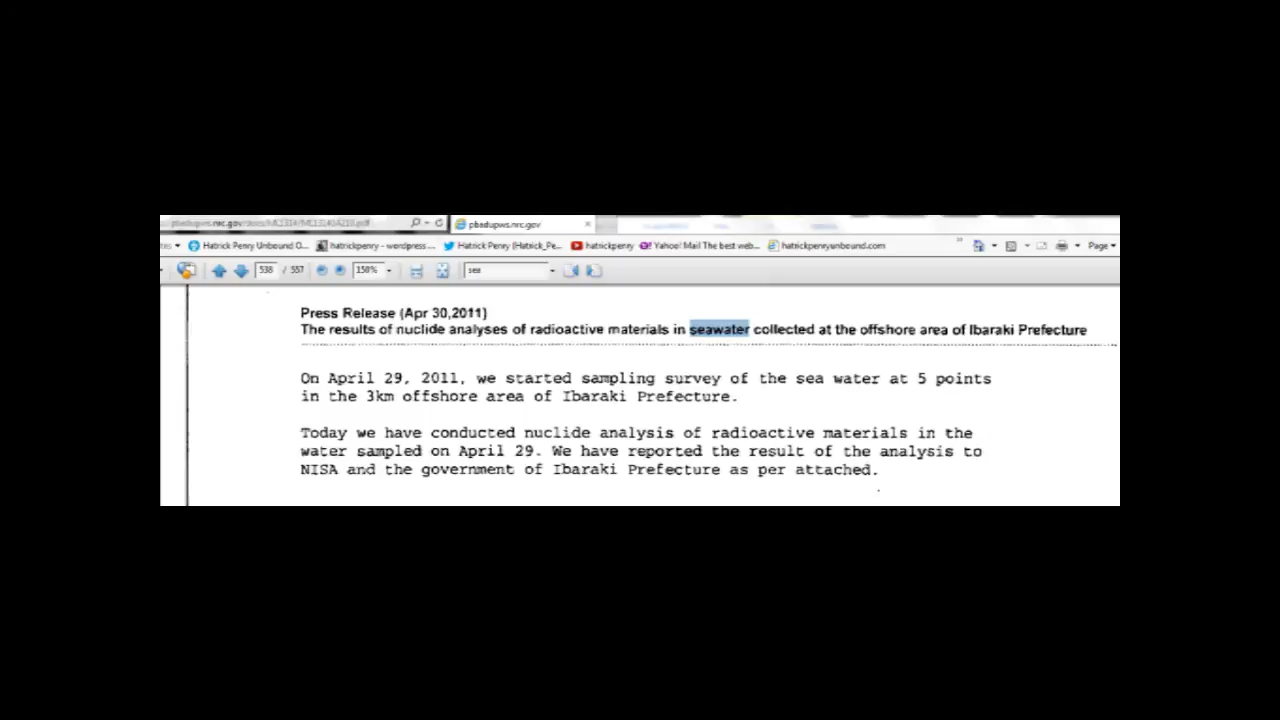 pbadupws.nrc.gov
Hatrick Penry Unbound O... hatrickpenry - wordpress... Hatrick Penry (Hatrick_Pe... hatrickpenry Yahoo! Mail The best web... hatrickpenryunbound.com Page
538 / 557 150% sea
Press Release (Apr 30,2011)
The results of nuclide analyses of radioactive materials in seawater collected at the offshore area of Ibaraki Prefecture
On April 29, 2011, we started sampling survey of the sea water at 5 points
in the 3km offshore area of Ibaraki Prefecture.
Today we have conducted nuclide analysis of radioactive materials in the
water sampled on April 29. We have reported the result of the analysis to
NISA and the government of Ibaraki Prefecture as per attached.